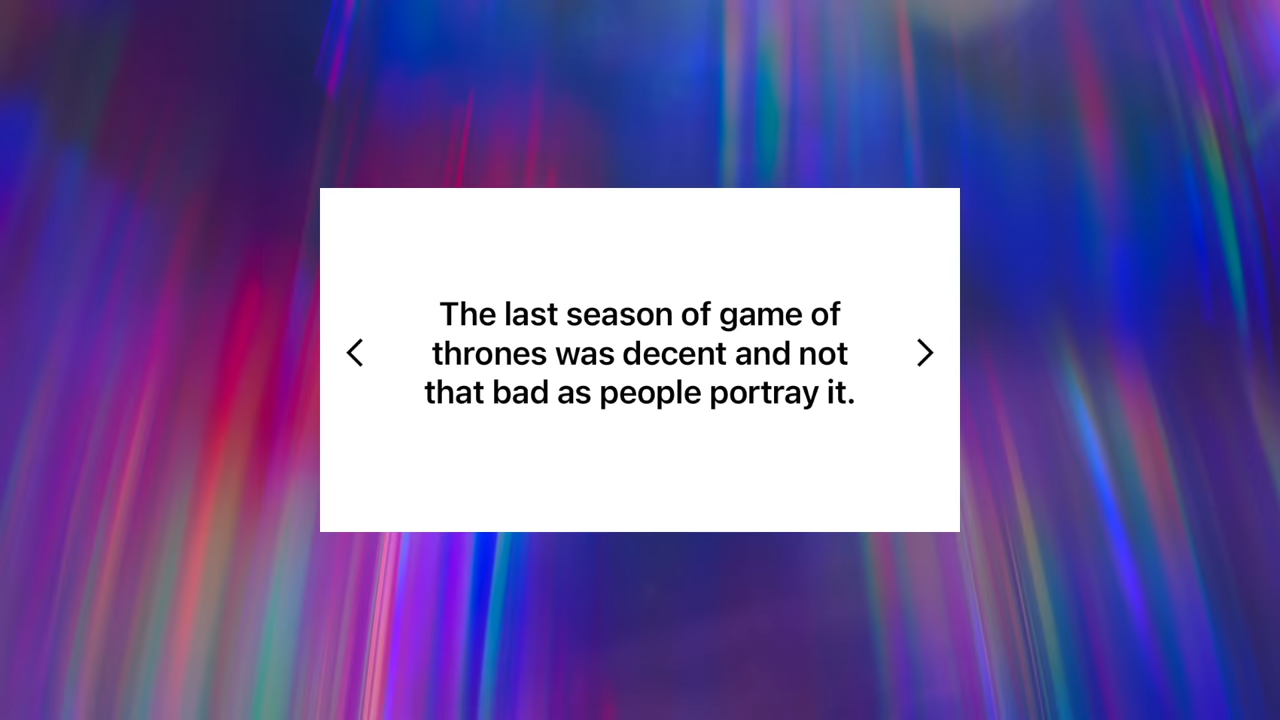 The last season of game of
thrones was decent and not
that bad as people portray it.